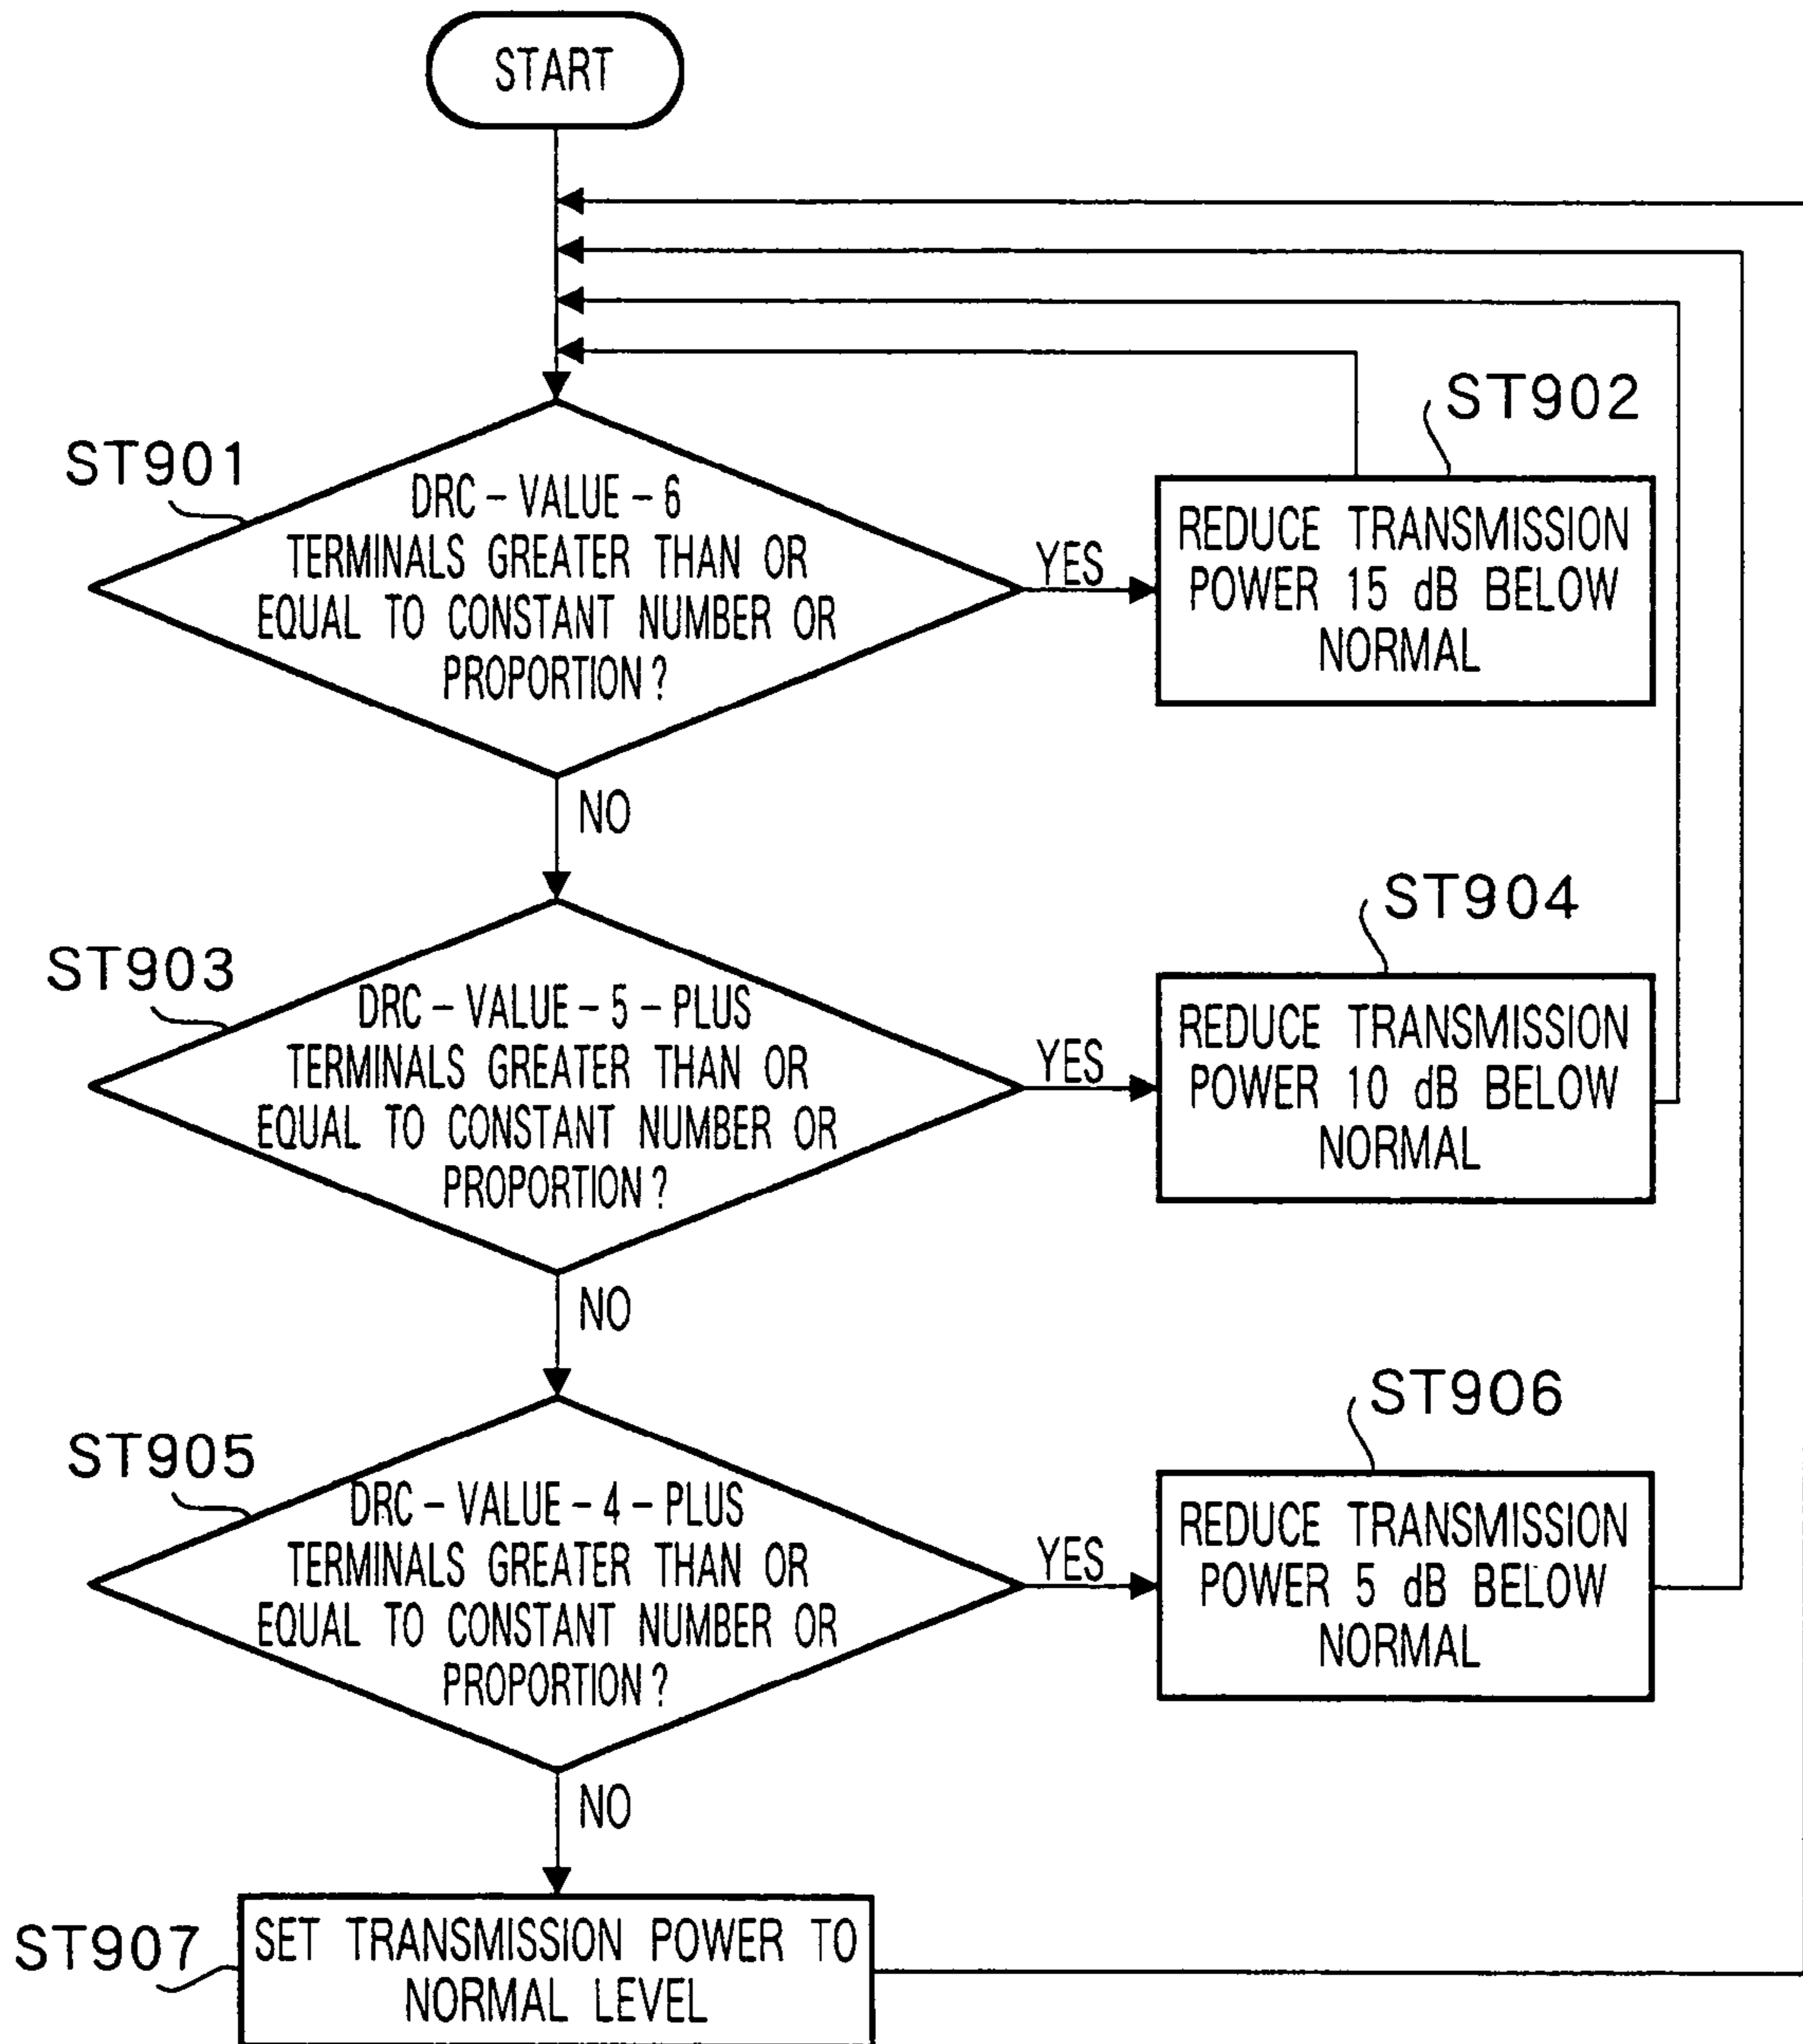 START
ST901
DRC – VALUE – 6
TERMINALS GREATER THAN OR
EQUAL TO CONSTANT NUMBER OR
PROPORTION?
YES
ST902
REDUCE TRANSMISSION
POWER 15 dB BELOW
NORMAL
NO
ST903
DRC – VALUE – 5 – PLUS
TERMINALS GREATER THAN OR
EQUAL TO CONSTANT NUMBER OR
PROPORTION?
YES
ST904
REDUCE TRANSMISSION
POWER 10 dB BELOW
NORMAL
NO
ST905
DRC – VALUE – 4 – PLUS
TERMINALS GREATER THAN OR
EQUAL TO CONSTANT NUMBER OR
PROPORTION?
YES
ST906
REDUCE TRANSMISSION
POWER 5 dB BELOW
NORMAL
NO
ST907
SET TRANSMISSION POWER TO
NORMAL LEVEL